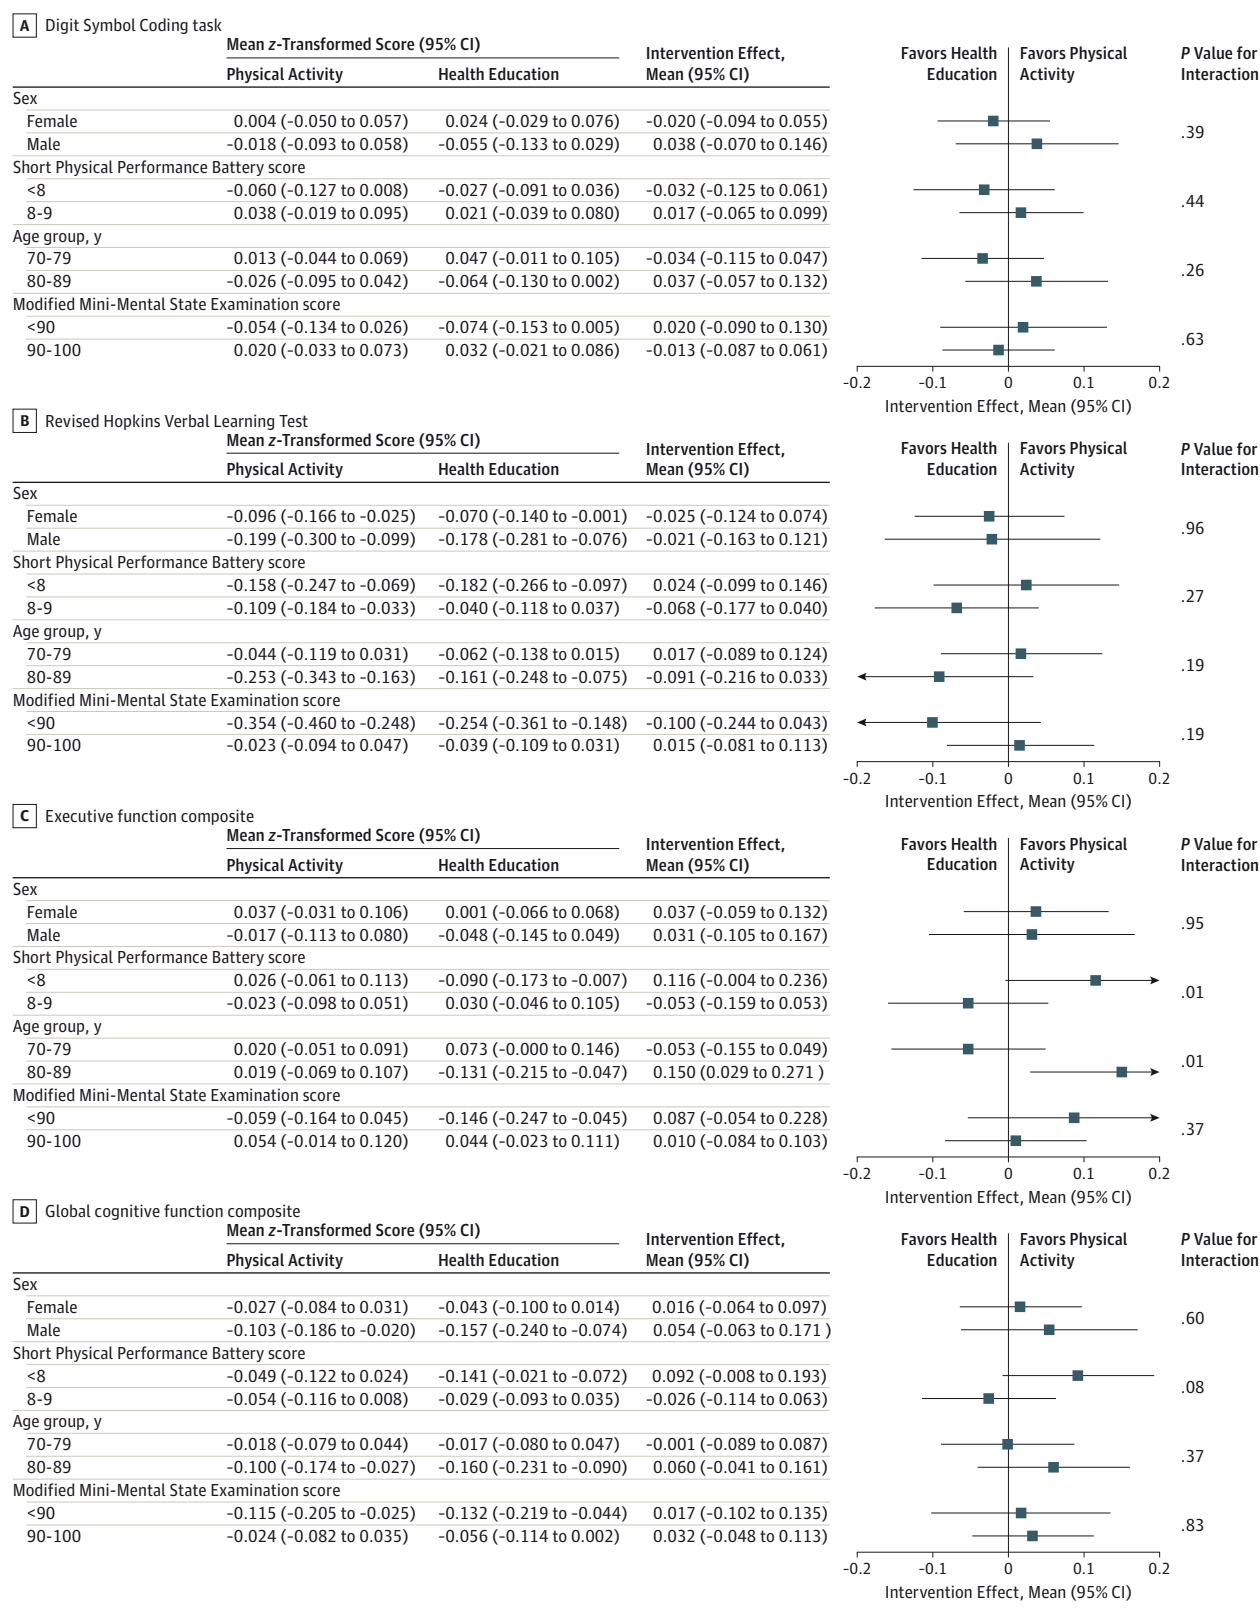 A Digit Symbol Coding task
Mean z-Transformed Score (95% CI)
Intervention Effect, Mean (95% CI)
Favors Health Education
Favors Physical Activity
P Value for Interaction
Physical Activity Health Education
Sex
Female 0.004 (-0.050 to 0.057) 0.024 (-0.029 to 0.076) -0.020 (-0.094 to 0.055)
.39
Male -0.018 (-0.093 to 0.058) -0.055 (-0.133 to 0.029) 0.038 (-0.070 to 0.146)
Short Physical Performance Battery score
<8 -0.060 (-0.127 to 0.008) -0.027 (-0.091 to 0.036) -0.032 (-0.125 to 0.061)
.44
8-9 0.038 (-0.019 to 0.095) 0.021 (-0.039 to 0.080) 0.017 (-0.065 to 0.099)
Age group, y
70-79 0.013 (-0.044 to 0.069) 0.047 (-0.011 to 0.105) -0.034 (-0.115 to 0.047)
.26
80-89 -0.026 (-0.095 to 0.042) -0.064 (-0.130 to 0.002) 0.037 (-0.057 to 0.132)
Modified Mini-Mental State Examination score
<90 -0.054 (-0.134 to 0.026) -0.074 (-0.153 to 0.005) 0.020 (-0.090 to 0.130)
.63
90-100 0.020 (-0.033 to 0.073) 0.032 (-0.021 to 0.086) -0.013 (-0.087 to 0.061)
-0.2 -0.1 0 0.1 0.2
Intervention Effect, Mean (95% CI)
B Revised Hopkins Verbal Learning Test
Mean z-Transformed Score (95% CI)
Intervention Effect, Mean (95% CI)
Favors Health Education
Favors Physical Activity
P Value for Interaction
Physical Activity Health Education
Sex
Female -0.096 (-0.166 to -0.025) -0.070 (-0.140 to -0.001) -0.025 (-0.124 to 0.074)
.96
Male -0.199 (-0.300 to -0.099) -0.178 (-0.281 to -0.076) -0.021 (-0.163 to 0.121)
Short Physical Performance Battery score
<8 -0.158 (-0.247 to -0.069) -0.182 (-0.266 to -0.097) 0.024 (-0.099 to 0.146)
.27
8-9 -0.109 (-0.184 to -0.033) -0.040 (-0.118 to 0.037) -0.068 (-0.177 to 0.040)
Age group, y
70-79 -0.044 (-0.119 to 0.031) -0.062 (-0.138 to 0.015) 0.017 (-0.089 to 0.124)
.19
80-89 -0.253 (-0.343 to -0.163) -0.161 (-0.248 to -0.075) -0.091 (-0.216 to 0.033)
Modified Mini-Mental State Examination score
<90 -0.354 (-0.460 to -0.248) -0.254 (-0.361 to -0.148) -0.100 (-0.244 to 0.043)
.19
90-100 -0.023 (-0.094 to 0.047) -0.039 (-0.109 to 0.031) 0.015 (-0.081 to 0.113)
-0.2 -0.1 0 0.1 0.2
Intervention Effect, Mean (95% CI)
C Executive function composite
Mean z-Transformed Score (95% CI)
Intervention Effect, Mean (95% CI)
Favors Health Education
Favors Physical Activity
P Value for Interaction
Physical Activity Health Education
Sex
Female 0.037 (-0.031 to 0.106) 0.001 (-0.066 to 0.068) 0.037 (-0.059 to 0.132)
.95
Male -0.017 (-0.113 to 0.080) -0.048 (-0.145 to 0.049) 0.031 (-0.105 to 0.167)
Short Physical Performance Battery score
<8 0.026 (-0.061 to 0.113) -0.090 (-0.173 to -0.007) 0.116 (-0.004 to 0.236)
.01
8-9 -0.023 (-0.098 to 0.051) 0.030 (-0.046 to 0.105) -0.053 (-0.159 to 0.053)
Age group, y
70-79 0.020 (-0.051 to 0.091) 0.073 (-0.000 to 0.146) -0.053 (-0.155 to 0.049)
.01
80-89 0.019 (-0.069 to 0.107) -0.131 (-0.215 to -0.047) 0.150 (0.029 to 0.271 )
Modified Mini-Mental State Examination score
<90 -0.059 (-0.164 to 0.045) -0.146 (-0.247 to -0.045) 0.087 (-0.054 to 0.228)
.37
90-100 0.054 (-0.014 to 0.120) 0.044 (-0.023 to 0.111) 0.010 (-0.084 to 0.103)
-0.2 -0.1 0 0.1 0.2
Intervention Effect, Mean (95% CI)
D Global cognitive function composite
Mean z-Transformed Score (95% CI)
Intervention Effect, Mean (95% CI)
Favors Health Education
Favors Physical Activity
P Value for Interaction
Physical Activity Health Education
Sex
Female -0.027 (-0.084 to 0.031) -0.043 (-0.100 to 0.014) 0.016 (-0.064 to 0.097)
.60
Male -0.103 (-0.186 to -0.020) -0.157 (-0.240 to -0.074) 0.054 (-0.063 to 0.171 )
Short Physical Performance Battery score
<8 -0.049 (-0.122 to 0.024) -0.141 (-0.021 to -0.072) 0.092 (-0.008 to 0.193)
.08
8-9 -0.054 (-0.116 to 0.008) -0.029 (-0.093 to 0.035) -0.026 (-0.114 to 0.063)
Age group, y
70-79 -0.018 (-0.079 to 0.044) -0.017 (-0.080 to 0.047) -0.001 (-0.089 to 0.087)
.37
80-89 -0.100 (-0.174 to -0.027) -0.160 (-0.231 to -0.090) 0.060 (-0.041 to 0.161)
Modified Mini-Mental State Examination score
<90 -0.115 (-0.205 to -0.025) -0.132 (-0.219 to -0.044) 0.017 (-0.102 to 0.135)
.83
90-100 -0.024 (-0.082 to 0.035) -0.056 (-0.114 to 0.002) 0.032 (-0.048 to 0.113)
-0.2 -0.1 0 0.1 0.2
Intervention Effect, Mean (95% CI)